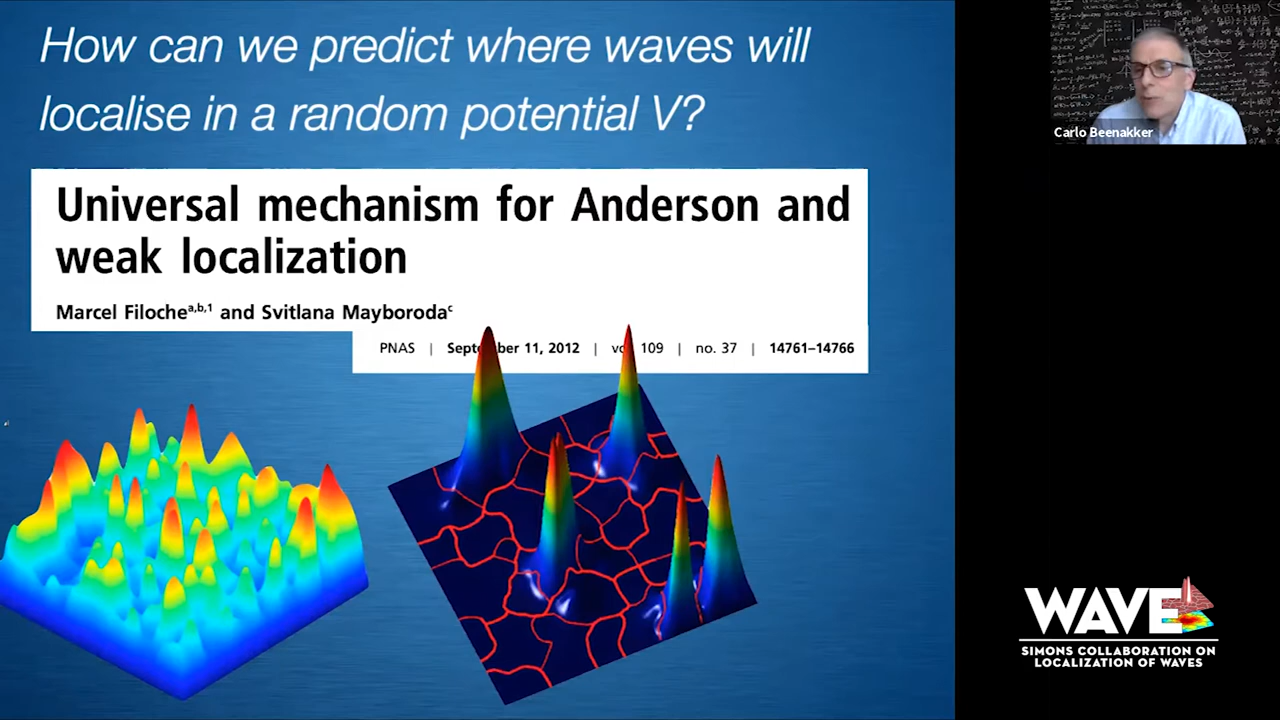 How can we predict where waves will
localise in a random potential V?
Universal mechanism for Anderson and
weak localization
Marcel Filoche a,b,1 and Svitlana Mayboroda c
PNAS | September 11, 2012 | vol. 109 | no. 37 | 14761–14766
Carlo Beenakker
WAVE
SIMONS COLLABORATION ON
LOCALIZATION OF WAVES